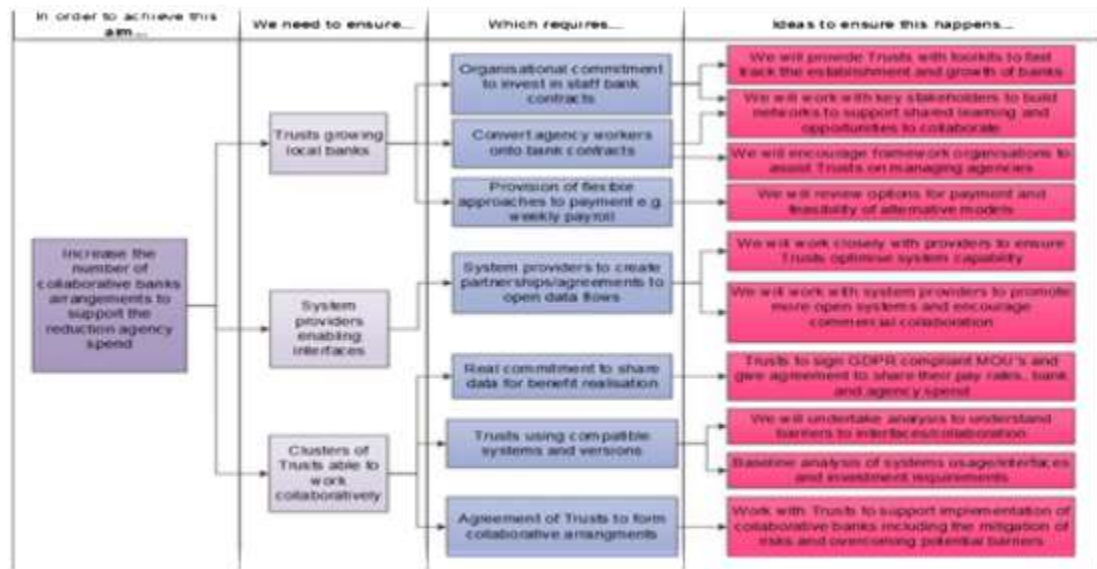 In order to achieve this
aim...
We need to ensure...
Which requires...
Ideas to ensure this happens...
Increase the
number of
collaborative banks
arrangements to
support the
reduction agency
spend
Trusts growing
local banks
System
providers
enabling
interfaces
Clusters of
Trusts able to
work
collaboratively
Organisational commitment
to invest in staff bank
contracts
Convert agency workers
onto bank contracts
Provision of flexible
approaches to payment e.g.
weekly payroll
System providers to create
partnerships/agreements to
open data flows
Real commitment to share
data for benefit realisation
Trusts using compatible
systems and versions
Agreement of Trusts to form
collaborative arrangments
We will provide Trusts with toolkits to fast
track the establishment and growth of banks
We will work with key stakeholders to build
networks to support shared learning and
opportunities to collaborate
We will encourage framework organisations to
assist Trusts on managing agencies
We will review options for payment and
feasibility of alternative models
We will work closely with providers to ensure
Trusts optimise system capability
We will work with system providers to promote
more open systems and encourage
commercial collaboration
Trusts to sign GDPR compliant MOU's and
give agreement to share their pay rates, bank
and agency spend
We will undertake analysis to understand
barriers to interfaces/collaboration
Baseline analysis of systems usage/interfaces
and investment requirements
Work with Trusts to support implementation of
collaborative banks including the mitigation of
risks and overcoming potential barriers